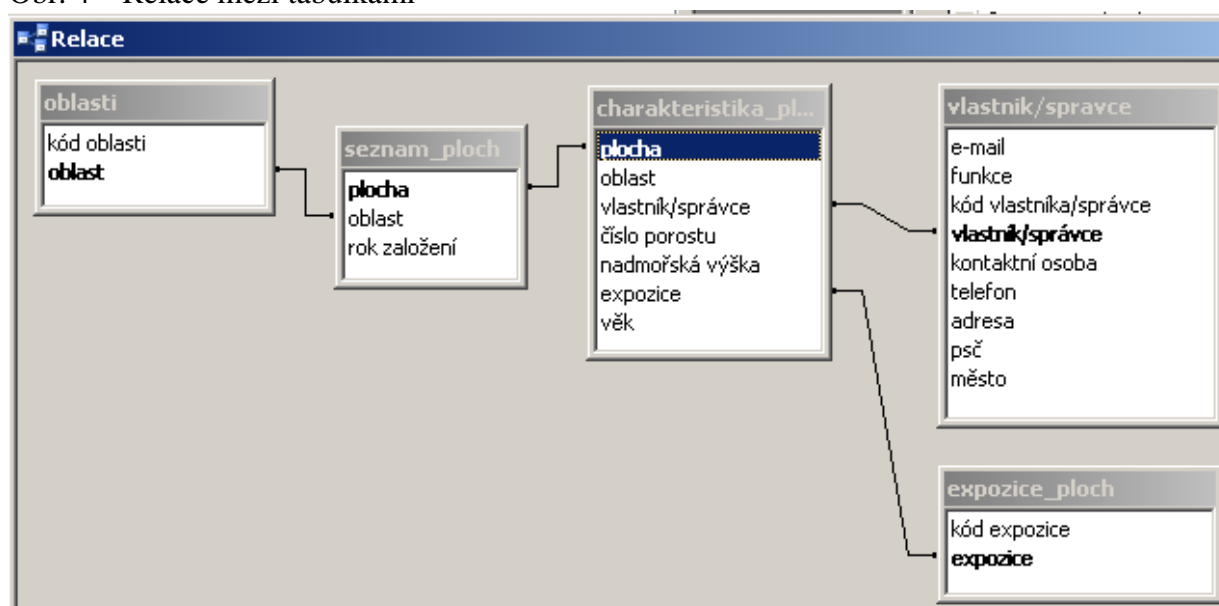 Relace
oblasti
kód oblasti
oblast
seznam_ploch
plocha
oblast
rok založení
charakteristika_pl...
plocha
oblast
vlastník/správce
číslo porostu
nadmořská výška
expozice
věk
vlastnik/spravce
e-mail
funkce
kód vlastníka/správce
vlastník/správce
kontaktní osoba
telefon
adresa
psč
město
expozice_ploch
kód expozice
expozice